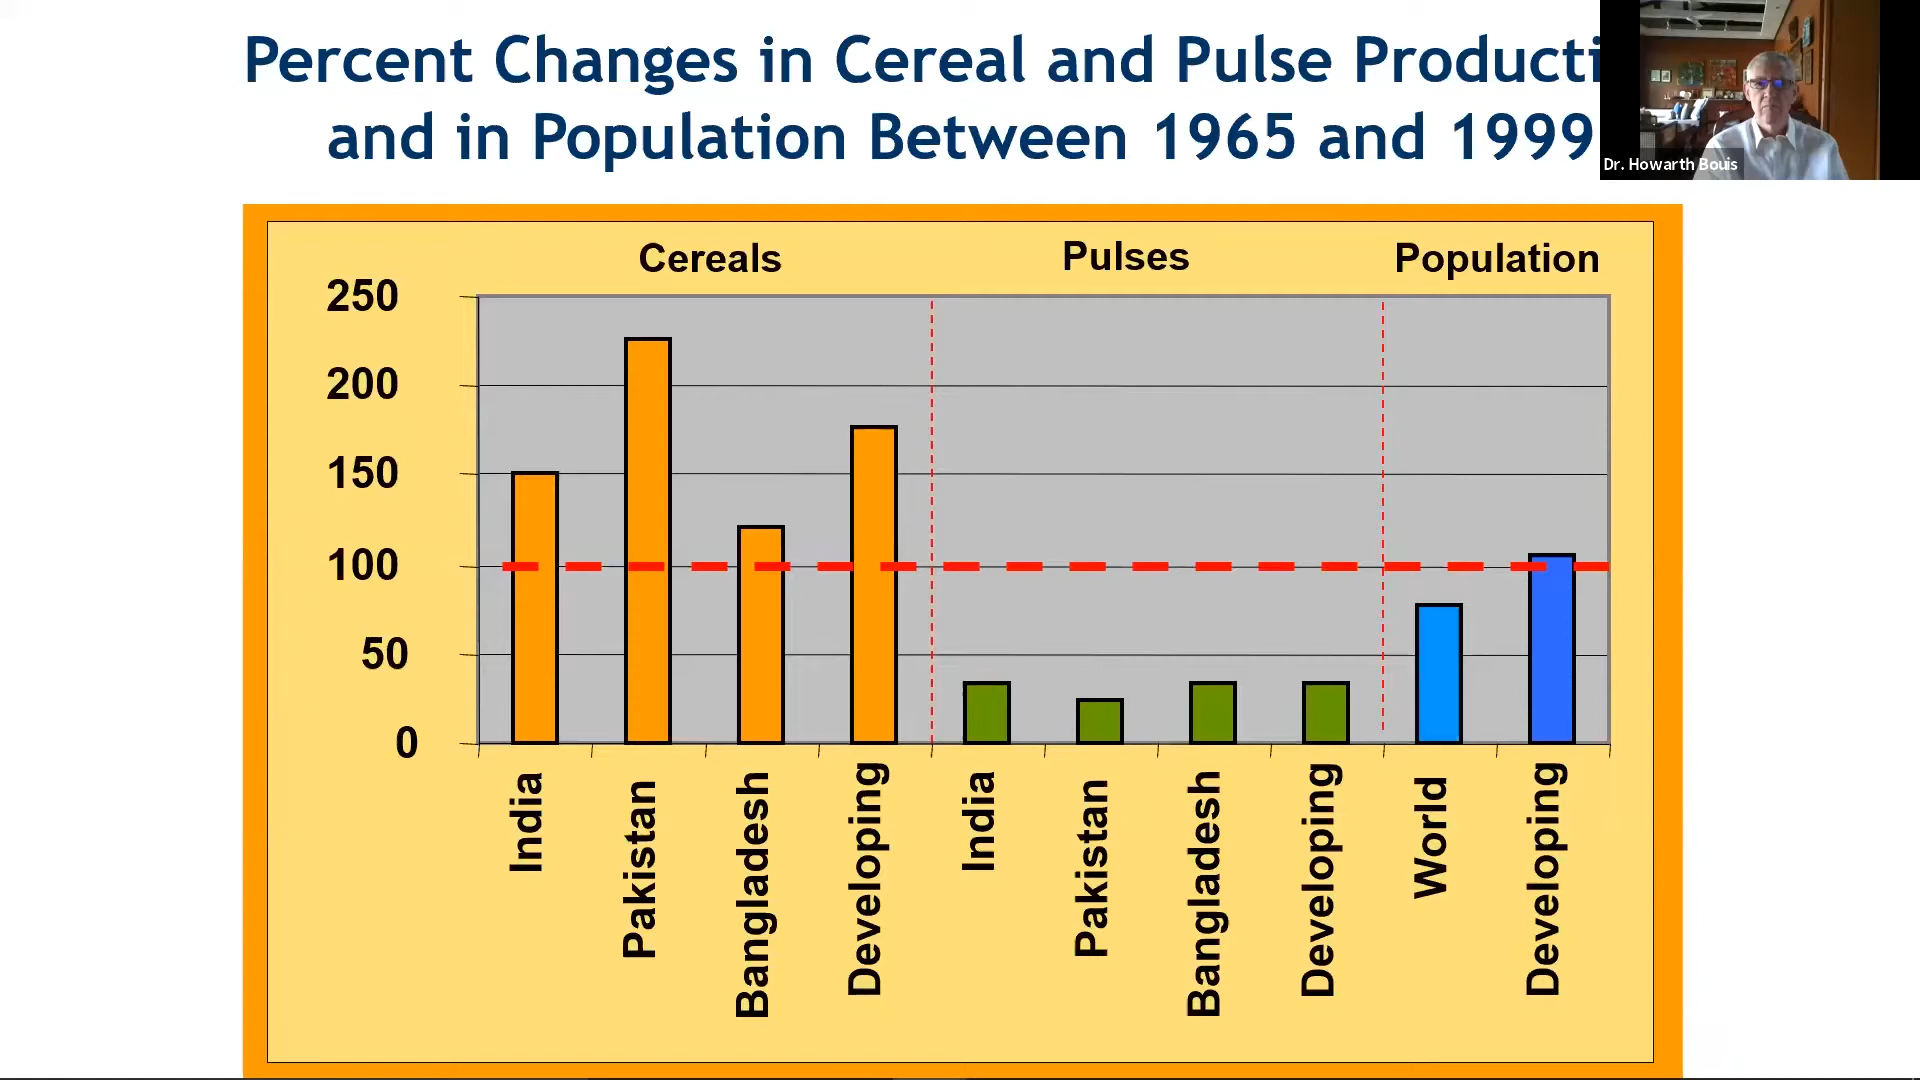 Percent Changes in Cereal and Pulse Producti
and in Population Between 1965 and 1999
Dr. Howarth Bouis
Cereals Pulses Population
250
200
150
100
50
0
India Pakistan Bangladesh Developing India Pakistan Bangladesh Developing World Developing